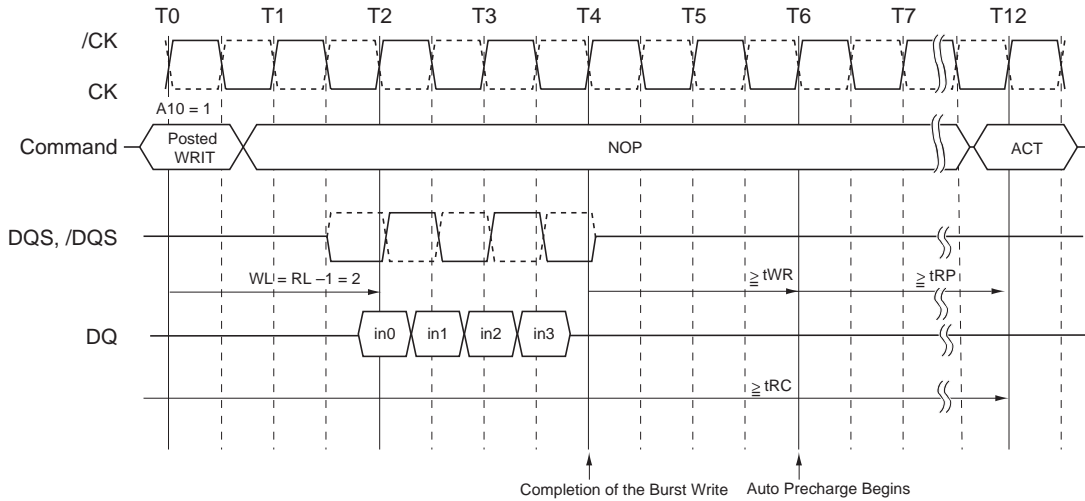 T0 T1 T2 T3 T4 T5 T6 T7 T12
/CK
CK
A10 = 1
Command
Posted
WRIT
NOP
ACT
DQS, /DQS
WL = RL –1 = 2
≧ tWR
≧ tRP
DQ
in0 in1 in2 in3
≧ tRC
Completion of the Burst Write
Auto Precharge Begins